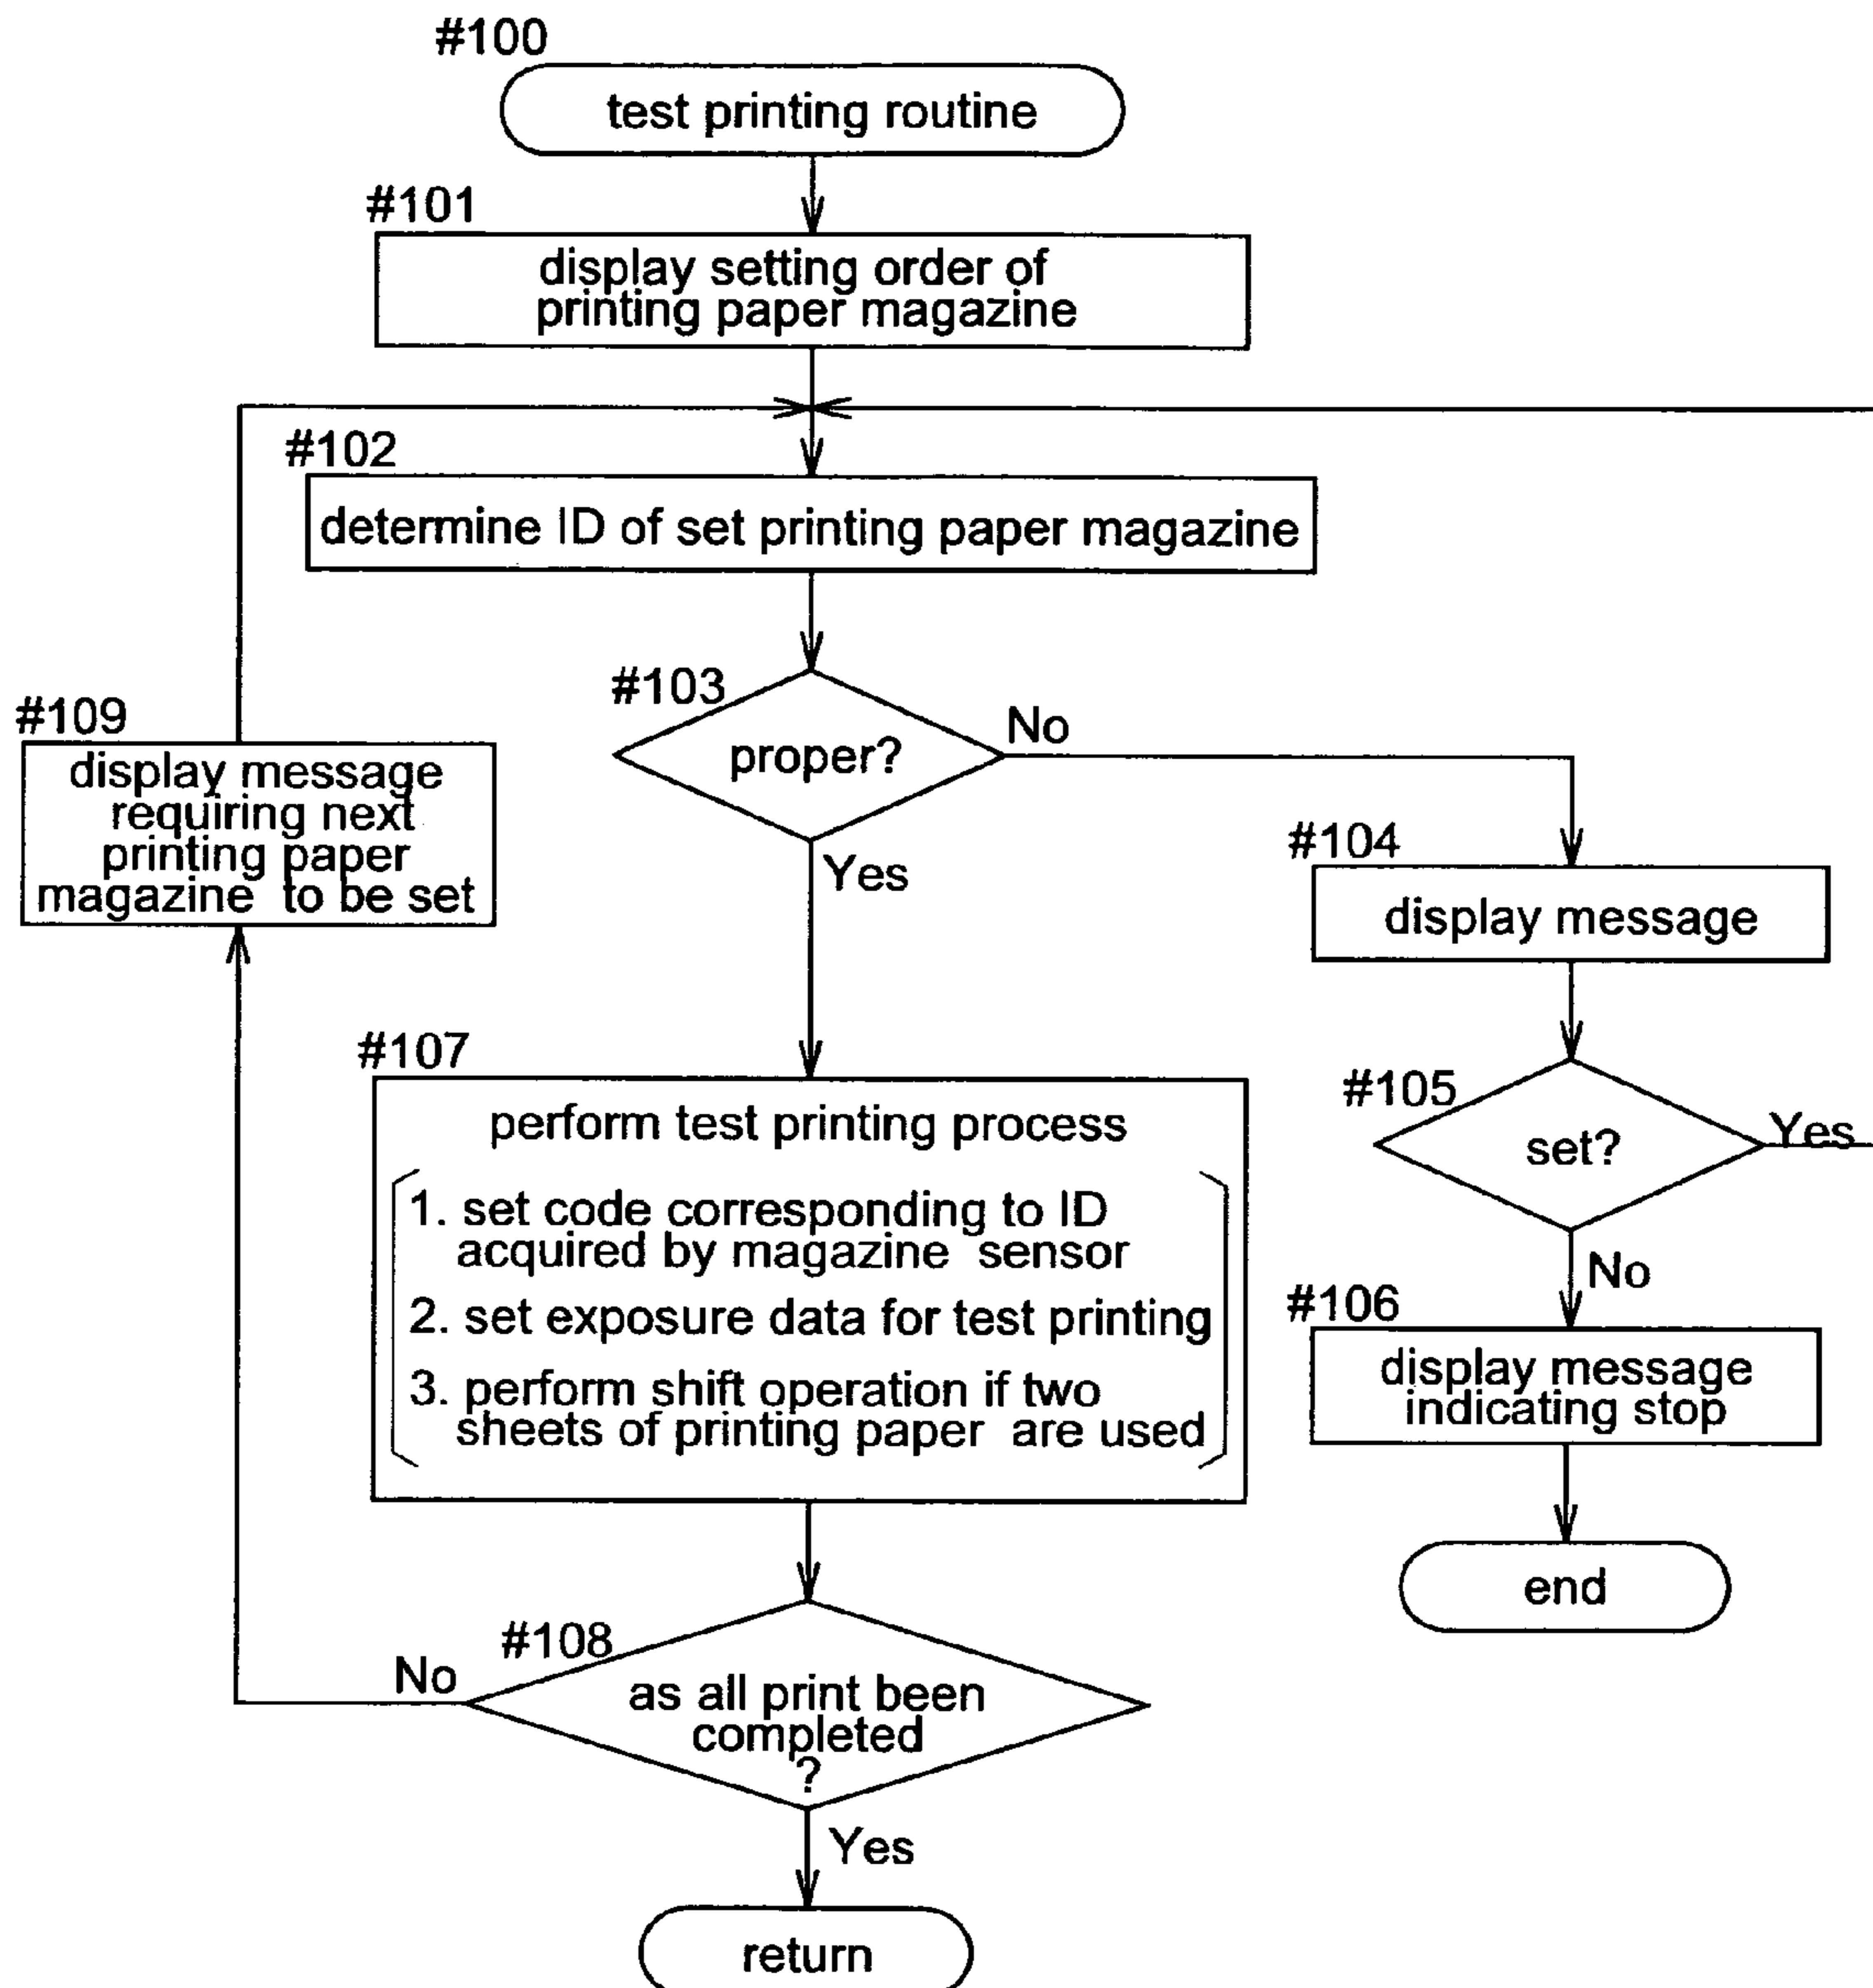 #100
test printing routine
#101
display setting order of
printing paper magazine
#102
determine ID of set printing paper magazine
#103
proper?
No
Yes
#109
display message
requiring next
printing paper
magazine to be set
#104
display message
#105
set?
Yes
No
#106
display message
indicating stop
end
#107
perform test printing process
1. set code corresponding to ID
acquired by magazine sensor
2. set exposure data for test printing
3. perform shift operation if two
sheets of printing paper are used
#108
as all print been
completed
?
No
Yes
return